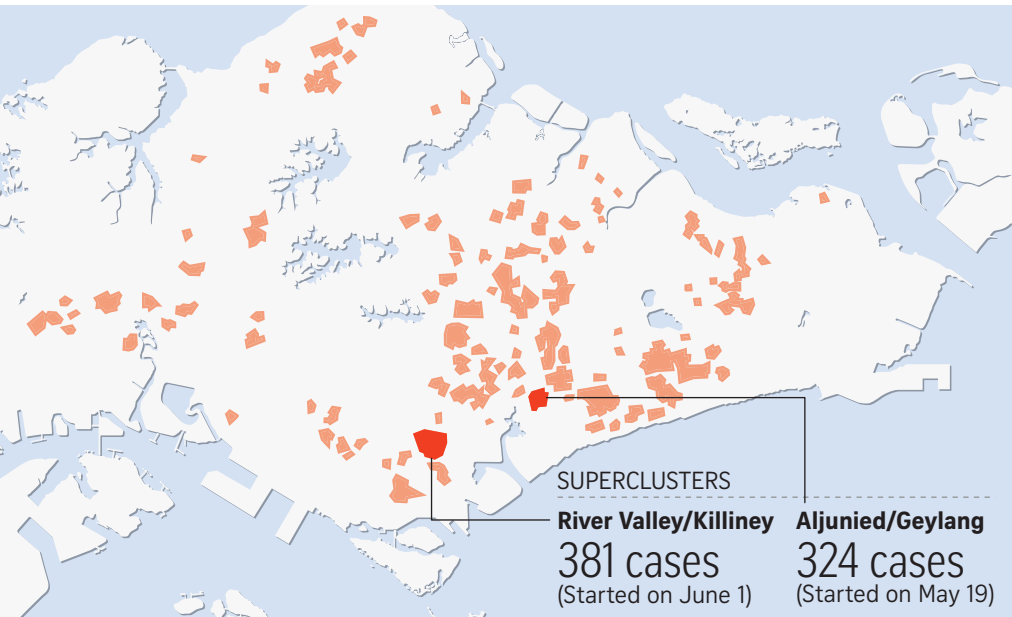 SUPERCLUSTERS
River Valley/Killiney
381 cases
(Started on June 1)
Aljunied/Geylang
324 cases
(Started on May 19)